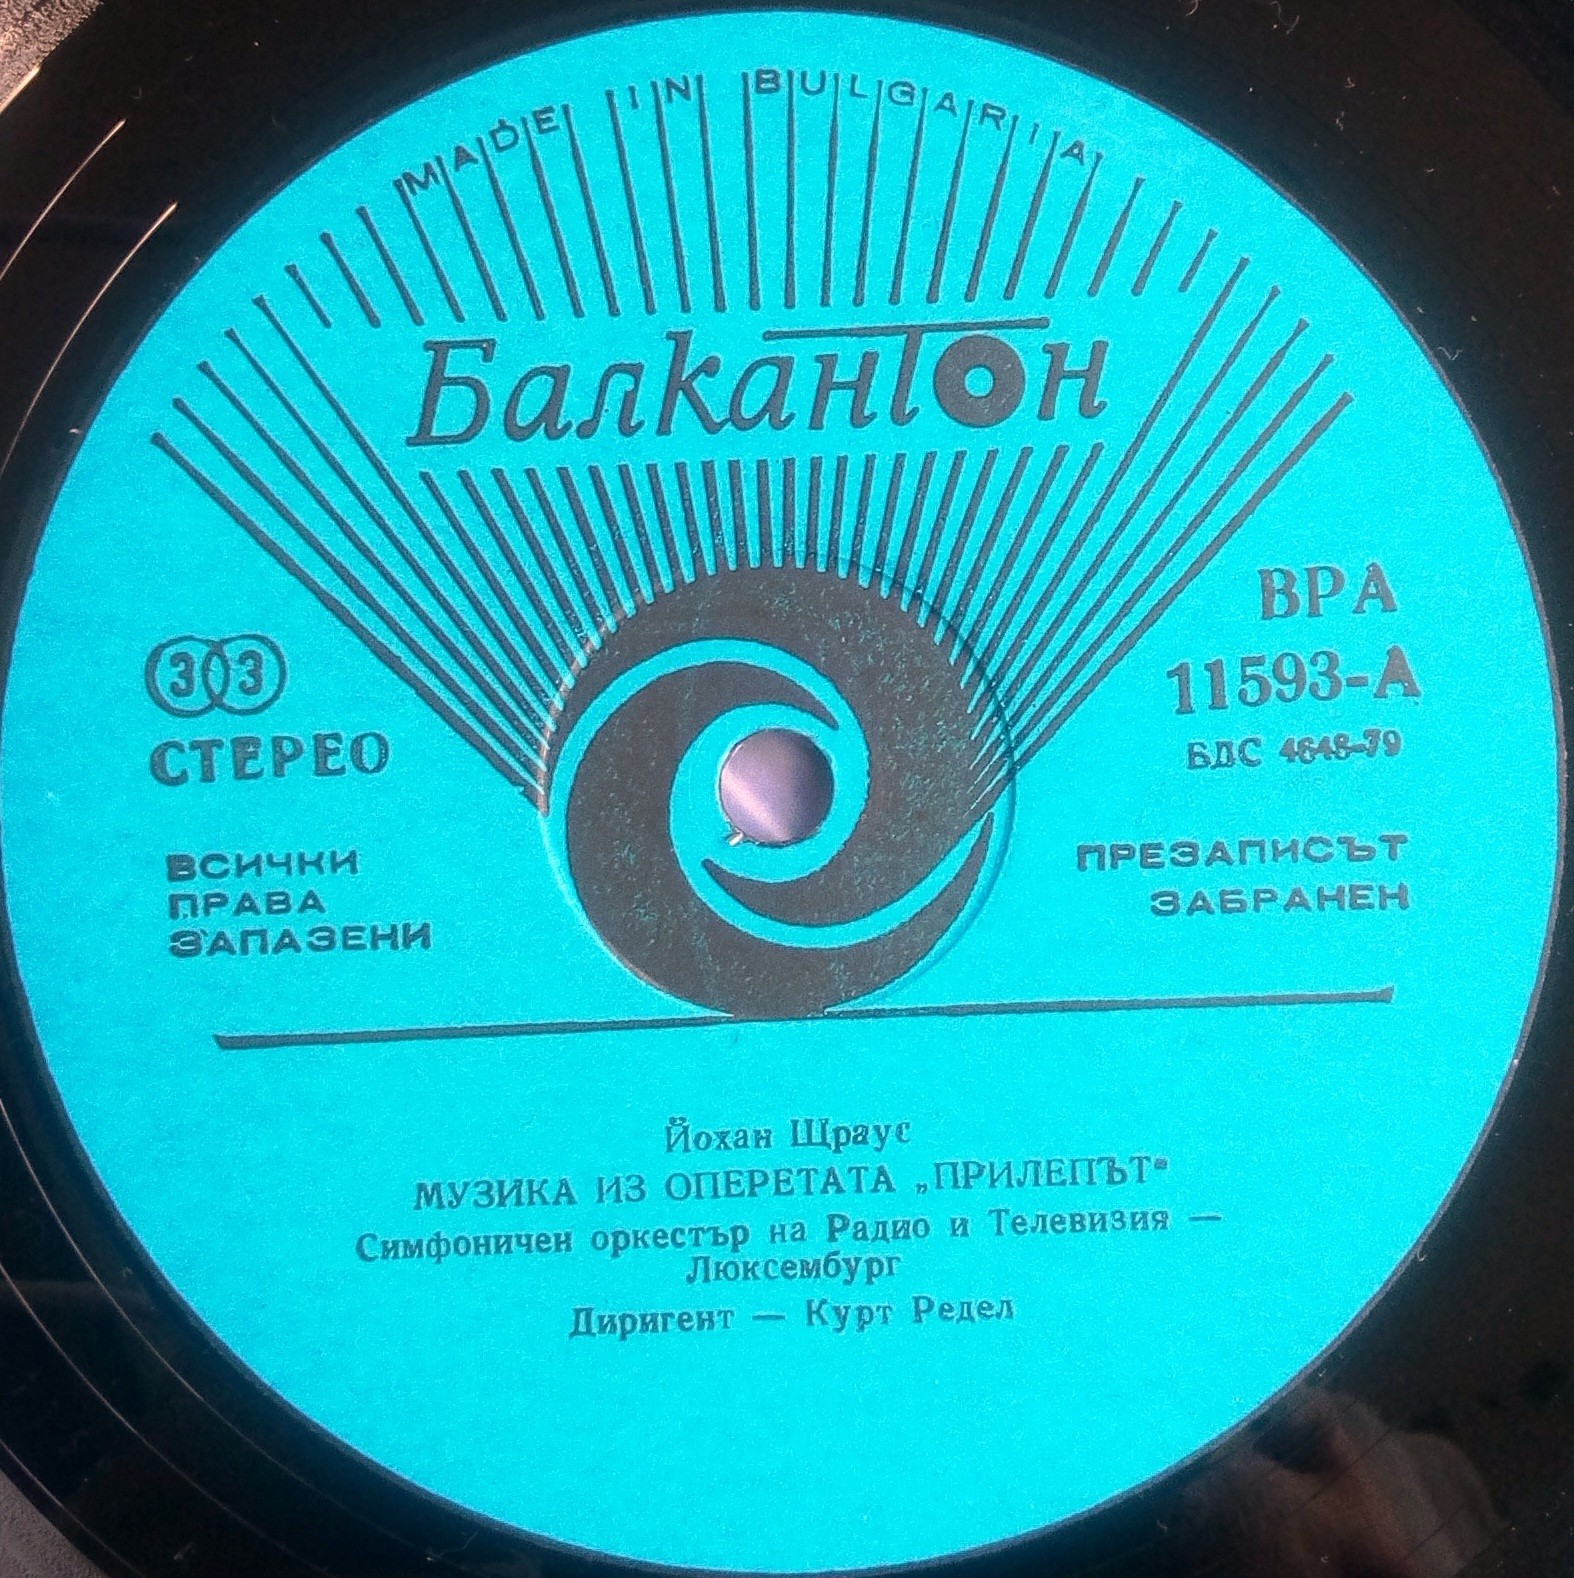 MADE IN BULGARIA
Балкантон
33
СТЕРЕО
ВСИЧКИ
ПРАВА
ЗАПАЗЕНИ
ВРА
11593-А
БДС 4648-79
ПРЕЗАПИСЪТ
ЗАБРАНЕН
Йохан Щраус
МУЗИКА ИЗ ОПЕРЕТАТА „ПРИЛЕПЪТ"
Симфоничен оркестър на Радио и Телевизия —
Люксембург
Диригент — Курт Редел